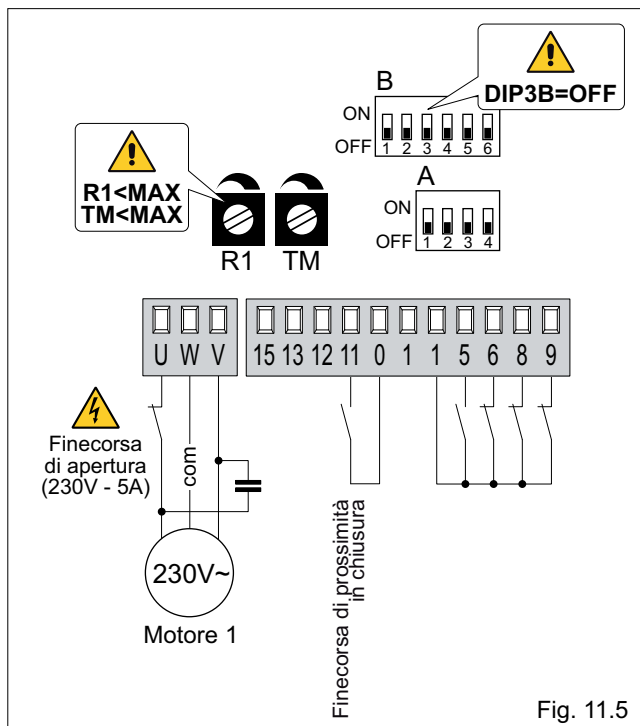 B
DIP3B=OFF
ON
OFF
1 2 3 4 5 6
R1<MAX
TM<MAX
A
ON
OFF
1 2 3 4
R1 TM
U W V 15 13 12 11 0 1 1 5 6 8 9
Finecorsa
di apertura
(230V - 5A)
com
230V~
Motore 1
Finecorsa di prossimità
in chiusura
Fig. 11.5